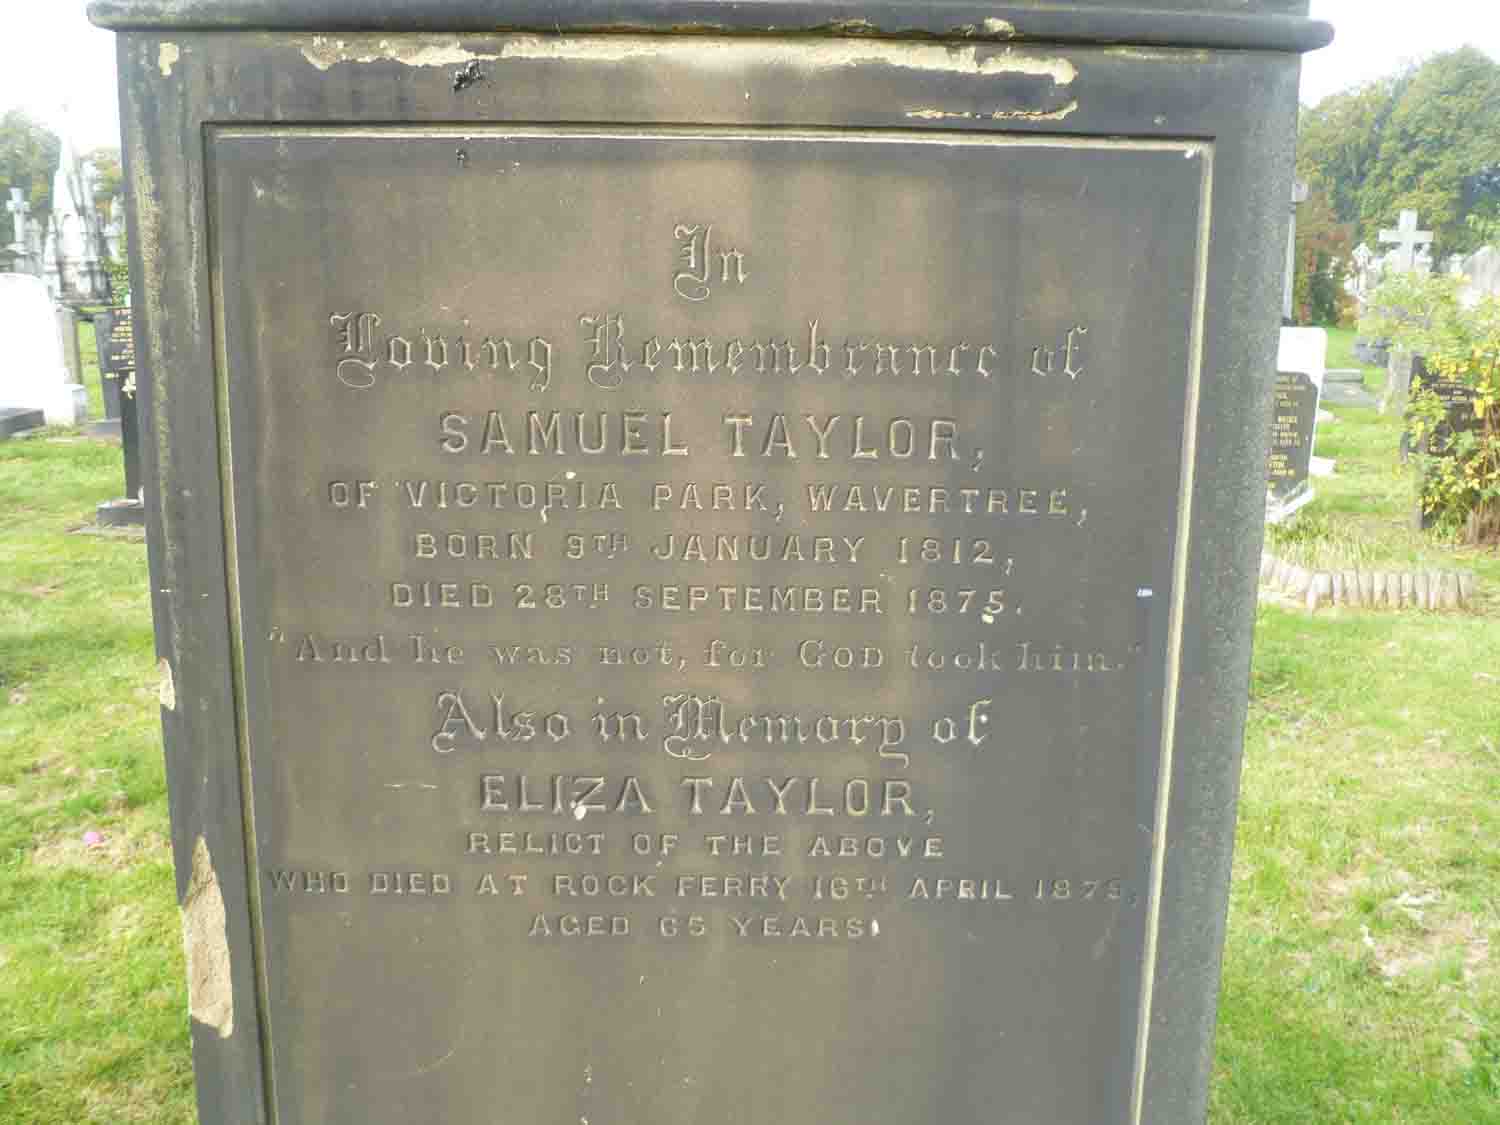 In
Loving Remembrance of
SAMUEL TAYLOR,
OF VICTORIA PARK, WAVERTREE,
BORN 9TH JANUARY 1812,
DIED 28TH SEPTEMBER 1875.
"And he was not, for GOD took him."
Also in Memory of
ELIZA TAYLOR,
RELICT OF THE ABOVE
WHO DIED AT ROCK FERRY 16TH APRIL
AGED 65 YEARS.